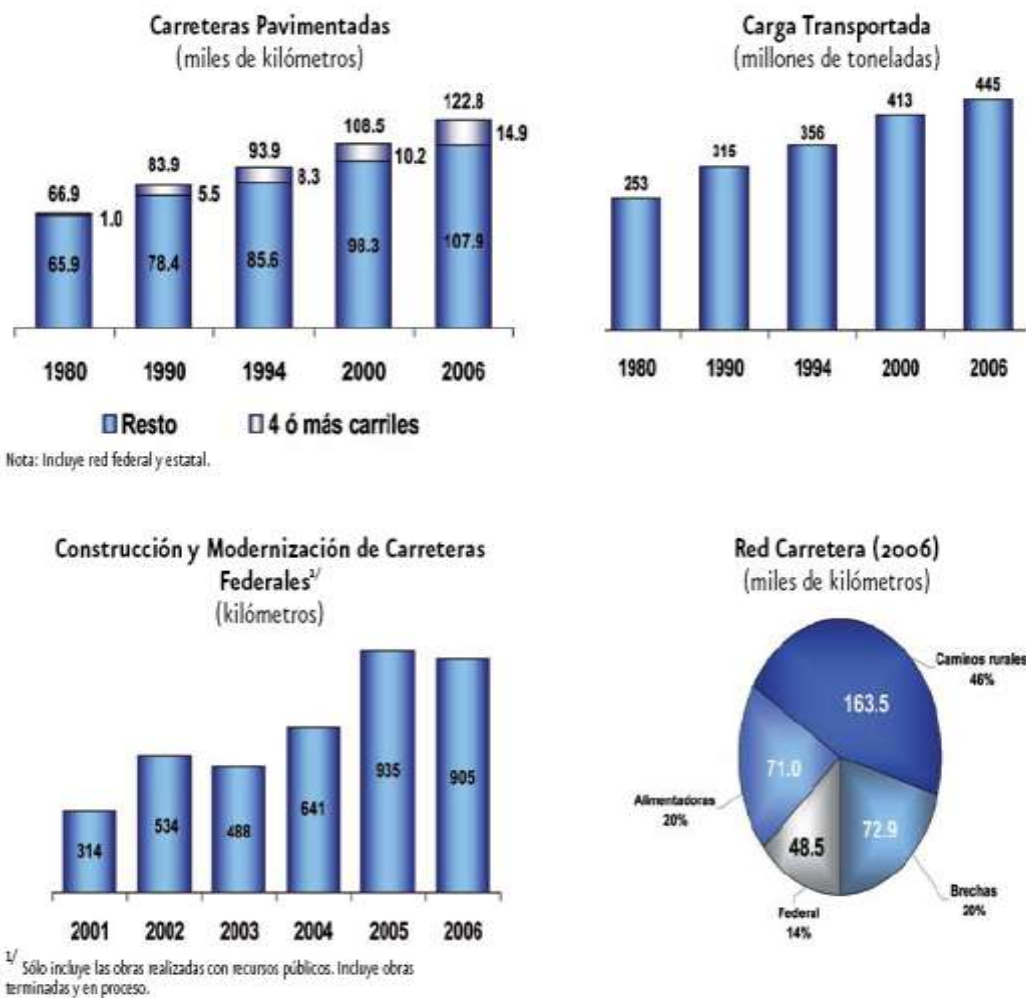 Carreteras Pavimentadas
(miles de kilómetros)
122.8
108.5
14.9
93.9
10.2
83.9
8.3
66.9
5.5
1.0
65.9
78.4
85.6
98.3
107.9
1980 1990 1994 2000 2006
Resto 4 ó más carriles
Nota: Incluye red federal y estatal.
Carga Transportada
(millones de toneladas)
445
413
356
315
253
1980 1990 1994 2000 2006
Construcción y Modernización de Carreteras
Federales1/
(kilómetros)
314
534
488
641
935
905
2001 2002 2003 2004 2005 2006
1/ Sólo incluye las obras realizadas con recursos públicos. Incluye obras
terminadas y en proceso.
Red Carretera (2006)
(miles de kilómetros)
Caminos rurales
46%
163.5
71.0
Alimentadoras
20%
72.9
48.5
Brechas
20%
Federal
14%